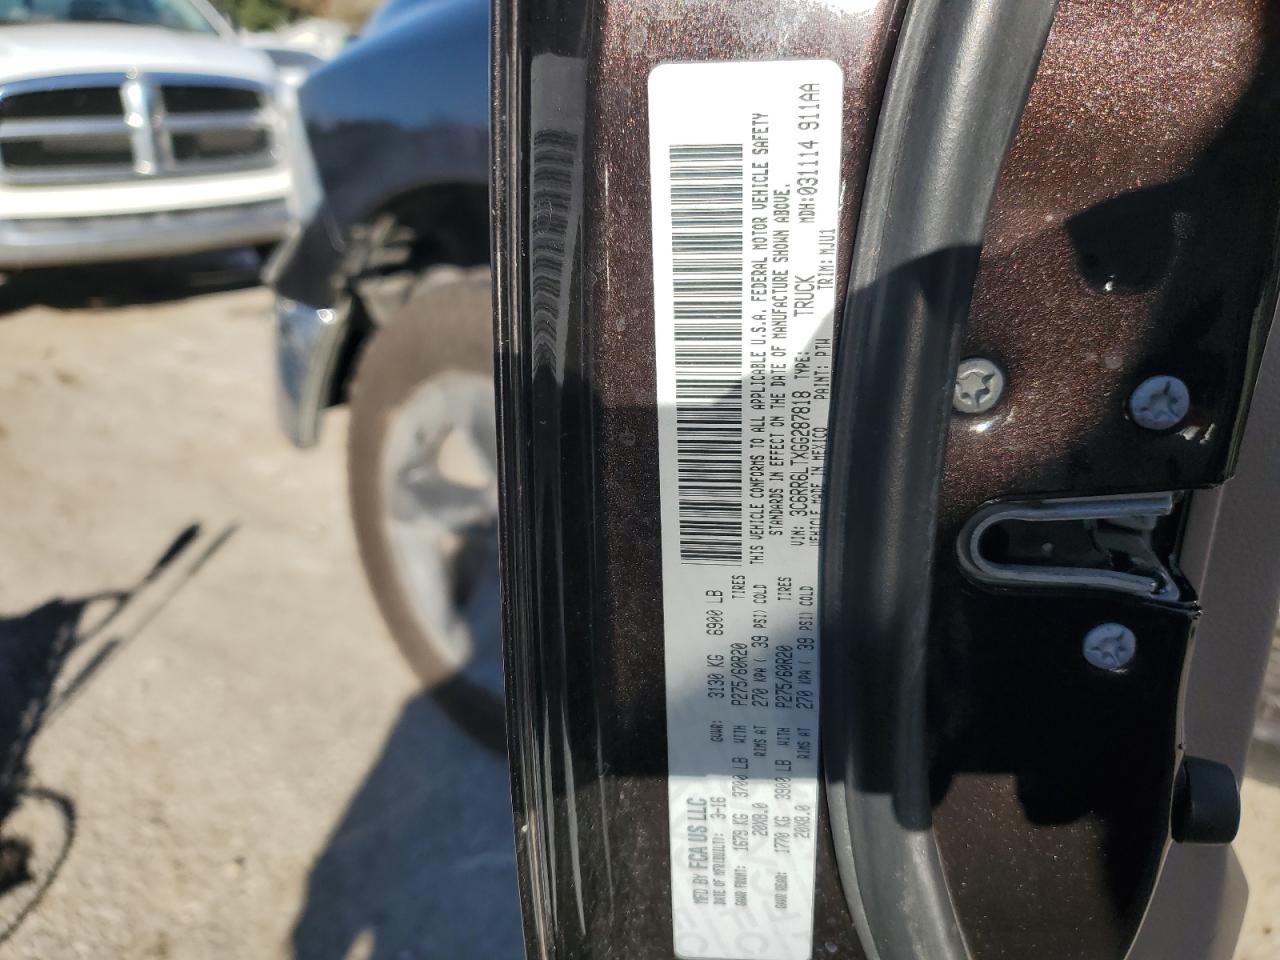 MFD BY FCA US LLC
DATE OF MFR(QUALITY): 3-16 GVWR: 3130 KG 6900 LB
GAWR FRONT: 1679 KG 3700 LB WITH P275/60R20 TIRES
20X8.0 RIMS AT 270 KPA ( 39 PSI) COLD
GAWR REAR: 1770 KG 3900 LB WITH P275/60R20 TIRES
20X8.0 RIMS AT 270 KPA ( 39 PSI) COLD
THIS VEHICLE CONFORMS TO ALL APPLICABLE U.S.A. FEDERAL MOTOR VEHICLE SAFETY
STANDARDS IN EFFECT ON THE DATE OF MANUFACTURE SHOWN ABOVE.
VIN: 3C6RR6LTXGG287818 TYPE: TRUCK MDH:031114 911AA
VEHICLE MADE IN MEXICO PAINT: PTW TRIM: MJU1